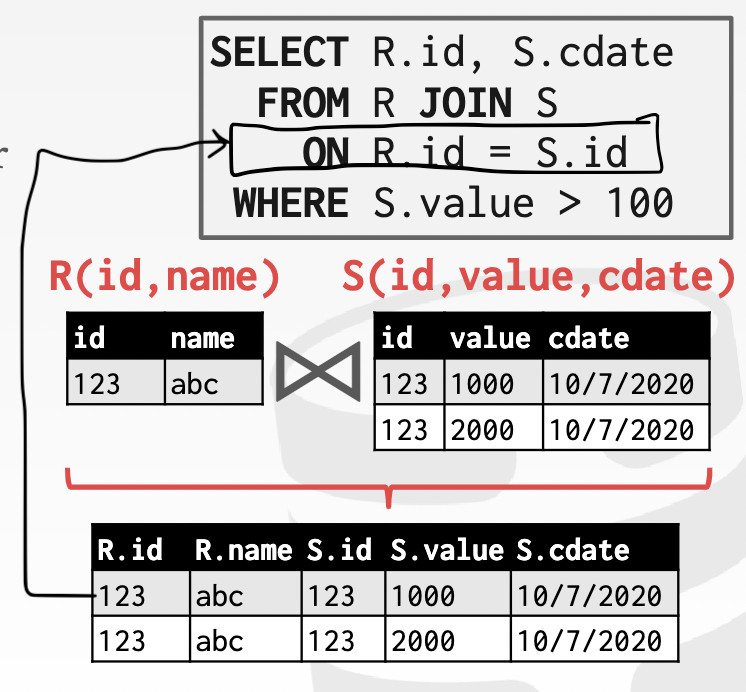 SELECT R.id, S.cdate
FROM R JOIN S
ON R.id = S.id
WHERE S.value > 100
R(id,name) S(id,value,cdate)
id name id value cdate
123 abc 123 1000 10/7/2020
123 2000 10/7/2020
R.id R.name S.id S.value S.cdate
123 abc 123 1000 10/7/2020
123 abc 123 2000 10/7/2020